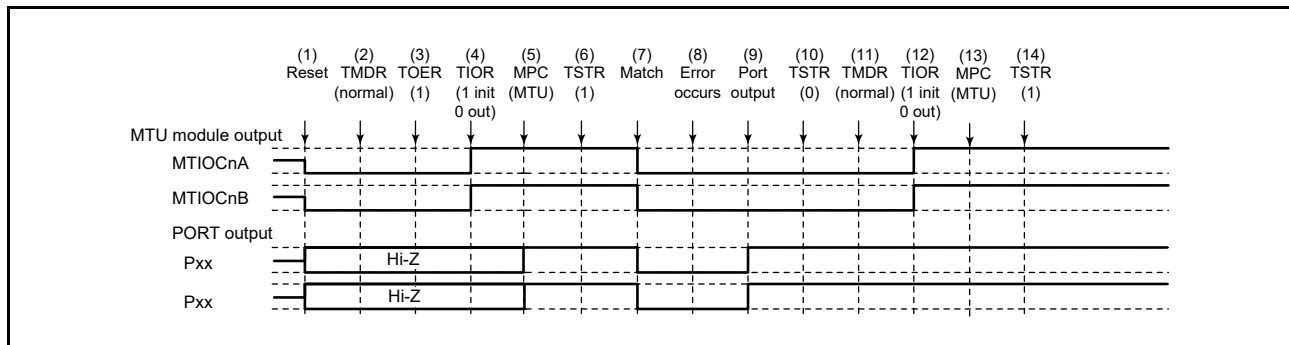 (1) (2) (3) (4) (5) (6) (7) (8) (9) (10) (11) (12) (13) (14)
Reset TMDR TOER TIOR MPC TSTR Match Error Port TSTR TMDR TIOR MPC TSTR
(normal) (1) (1 init (MTU) (1) occurs output (0) (normal) (1 init (MTU) (1)
0 out) 0 out)
MTU module output
MTIOCnA
MTIOCnB
PORT output
Pxx Hi-Z
Pxx Hi-Z